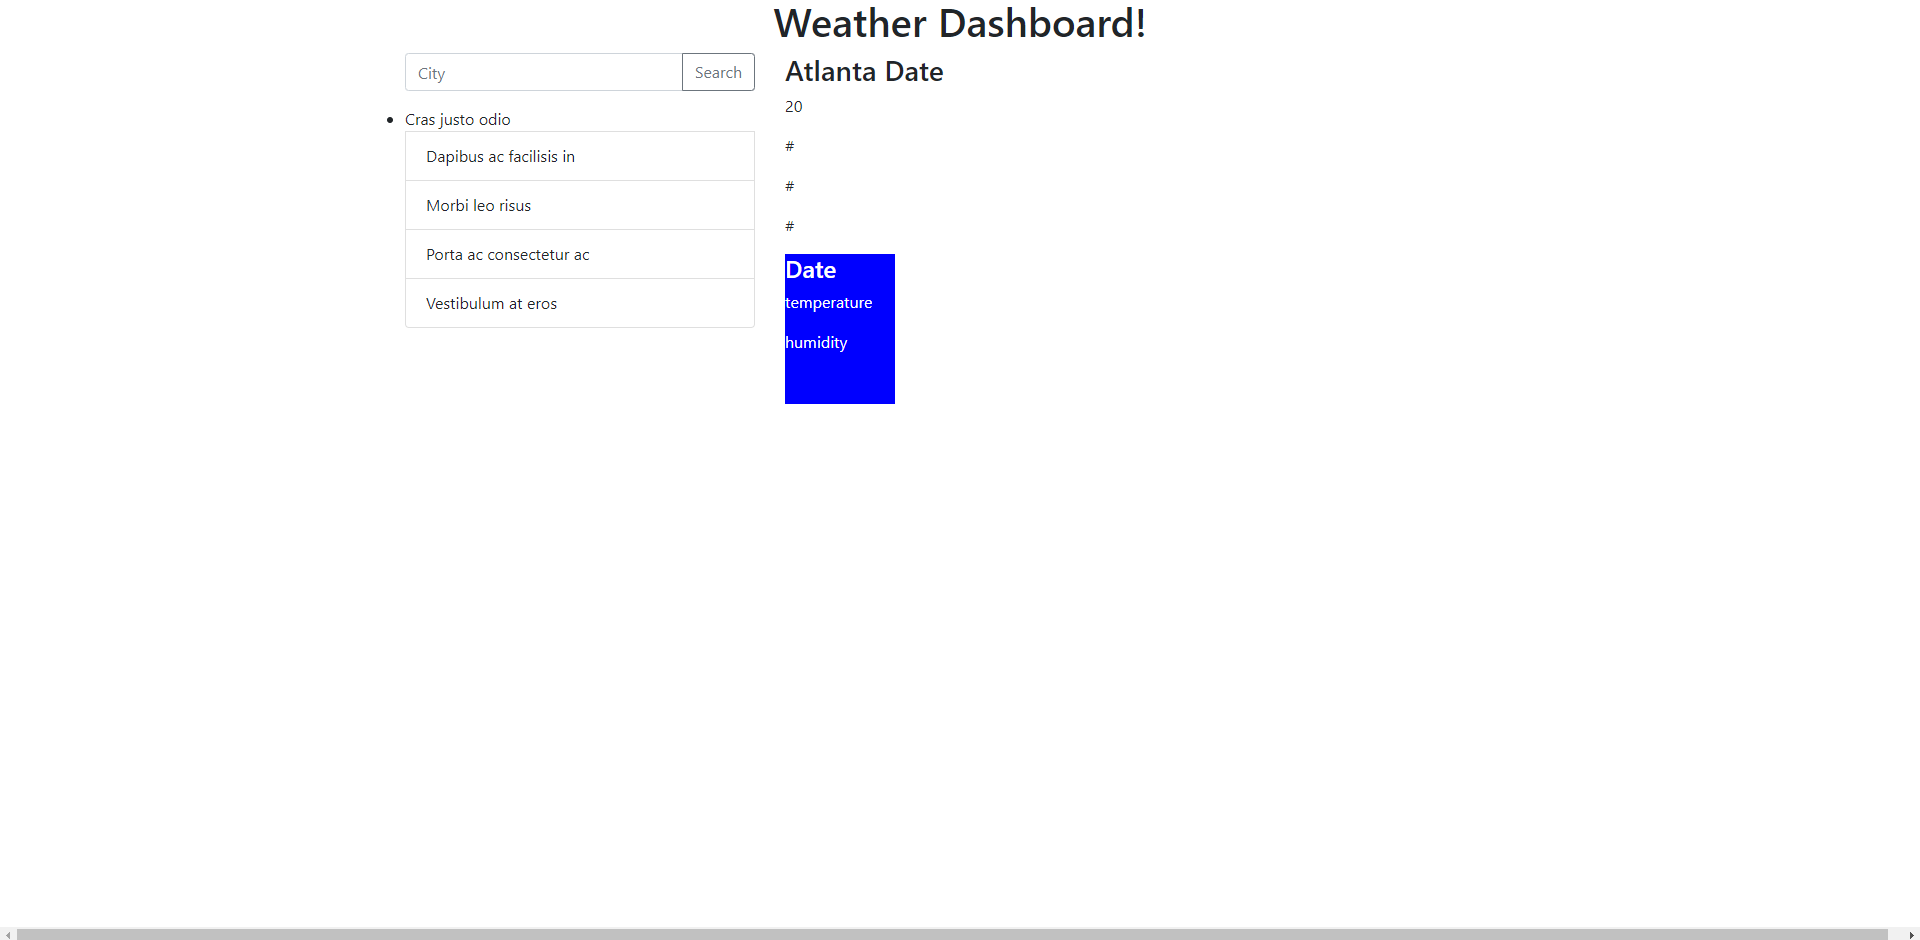 Weather Dashboard!
City
Search
Cras justo odio
Dapibus ac facilisis in
Morbi leo risus
Porta ac consectetur ac
Vestibulum at eros
Atlanta Date
20
#
#
#
Date
temperature
humidity